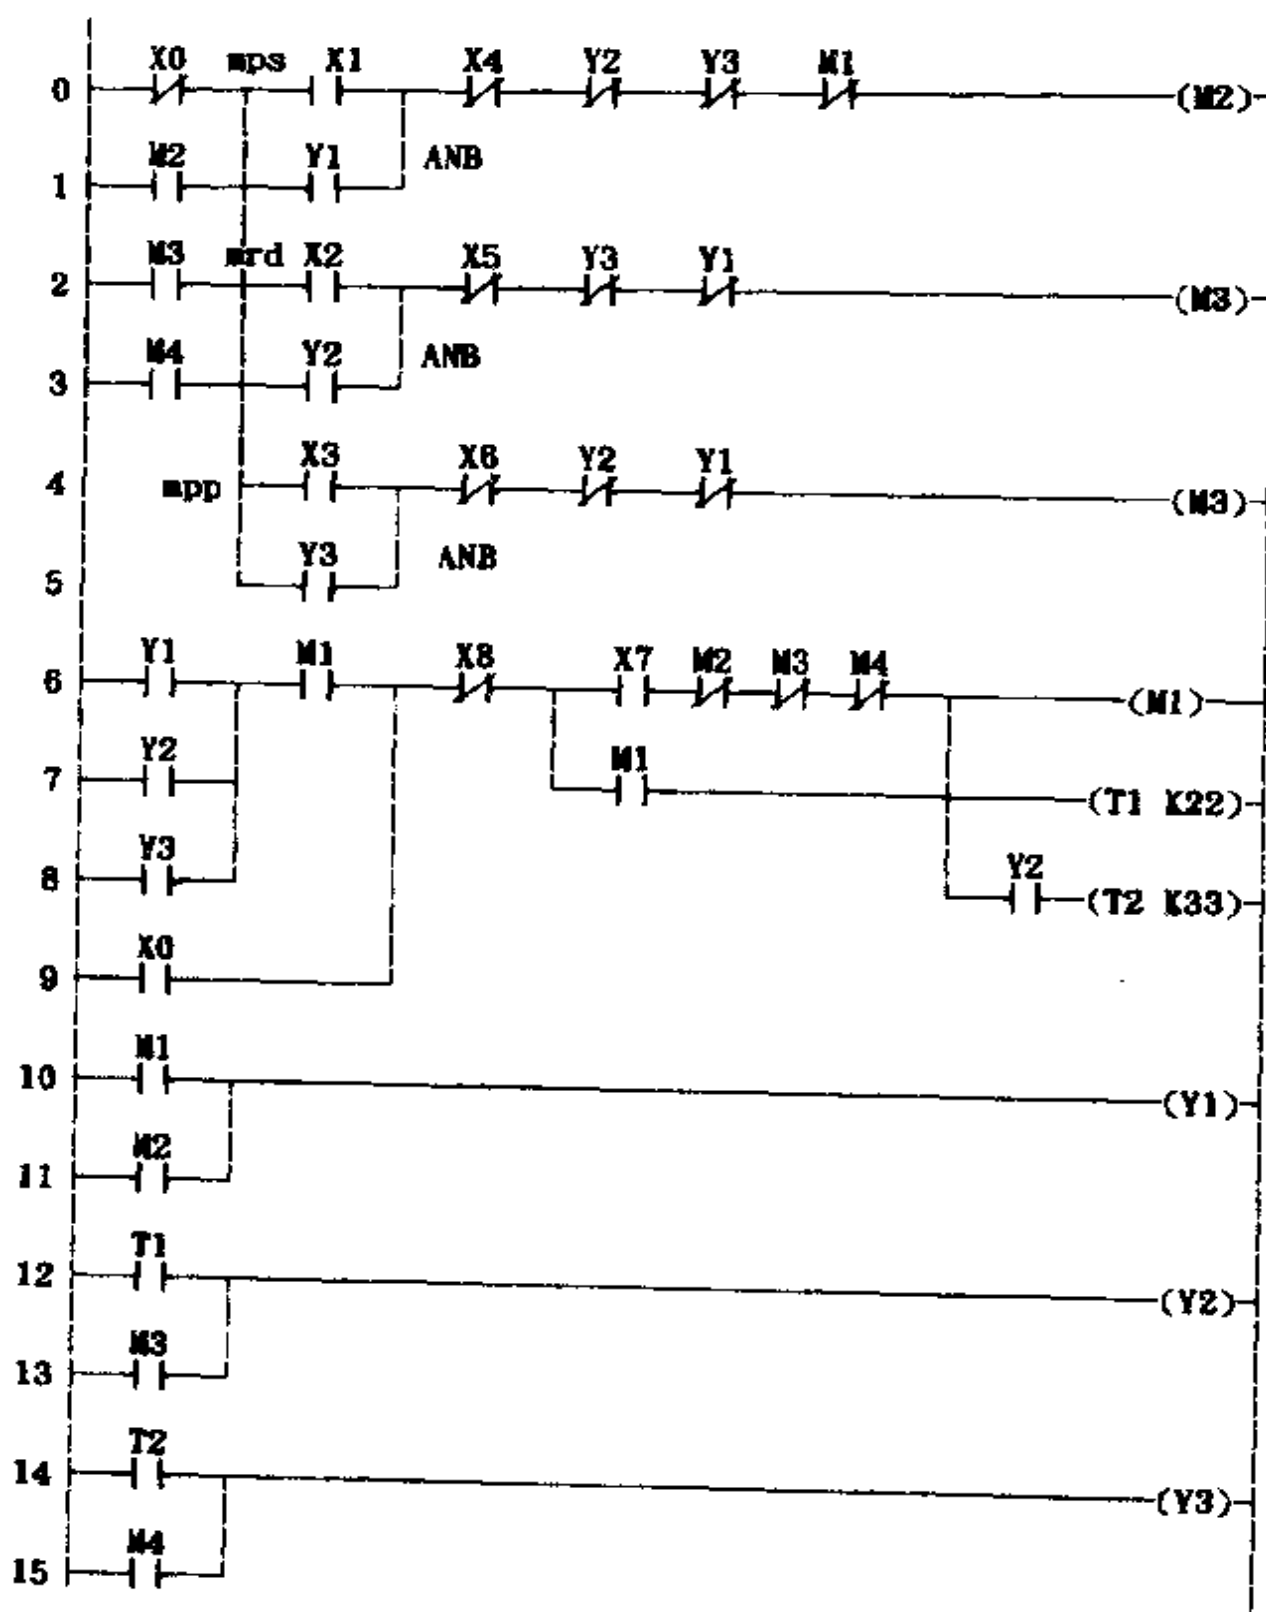 X0 mps X1 X4 Y2 Y3 M1
0 (M2)
M2 Y1 ANB
1
M3 mrd X2 X5 Y3 Y1
2 (M3)
M4 Y2 ANB
3
X3 X6 Y2 Y1
4 mpp (M3)
Y3 ANB
5
Y1 M1 X8 X7 M2 M3 M4
6 (M1)
Y2 M1
7 (T1 K22)
Y3 Y2
8 (T2 K33)
X0
9
M1
10 (Y1)
M2
11
T1
12 (Y2)
M3
13
T2
14 (Y3)
M4
15